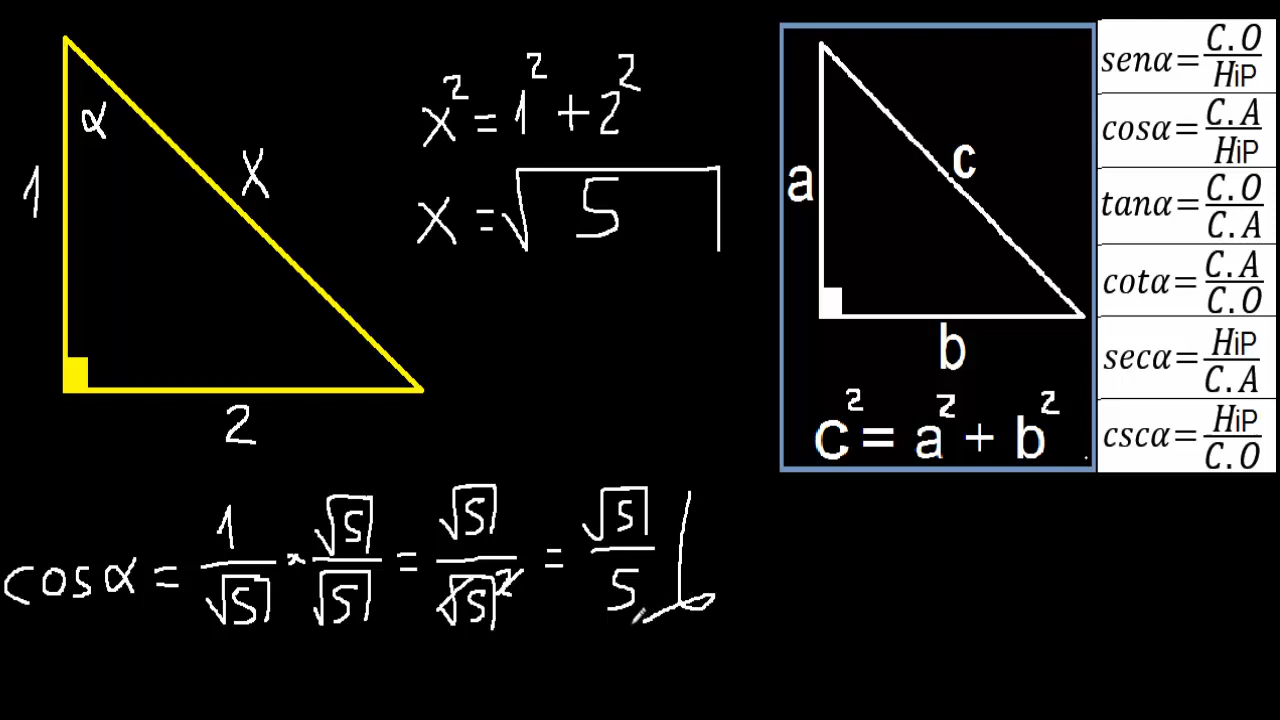 α
1
X
2
x² = 1² + 2²
x = √5
a
c
b
c² = a² + b²
senα = C.O / HiP
cosα = C.A / HiP
tanα = C.O / C.A
cotα = C.A / C.O
secα = HiP / C.A
cscα = HiP / C.O
cosα = 1/√5 × √5/√5 = √5/√5² = √5/5